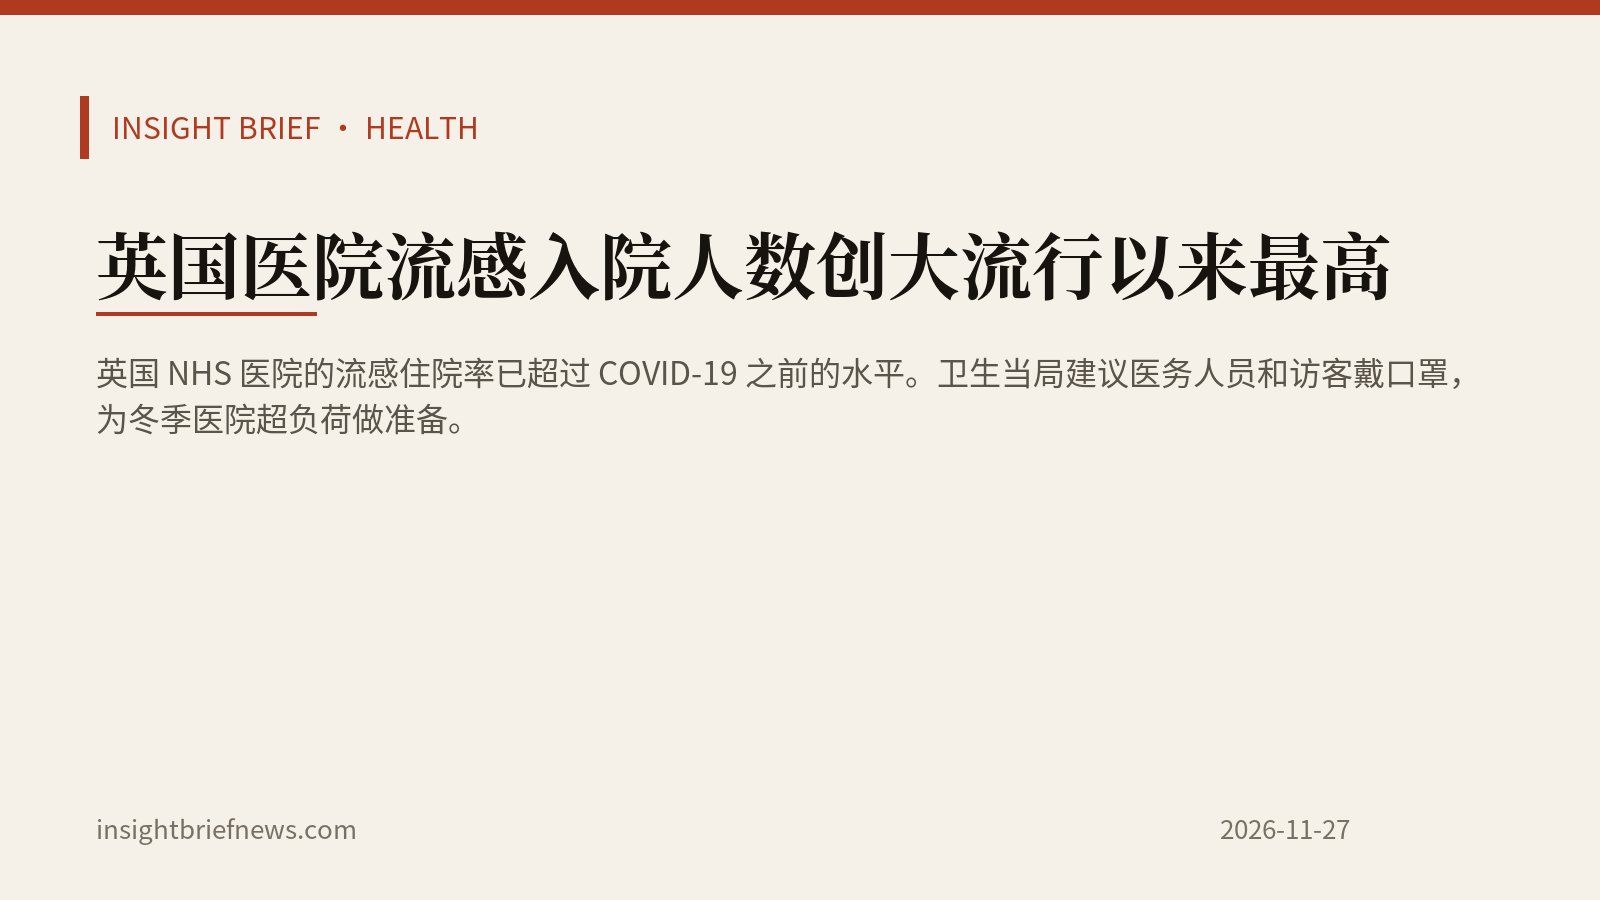 INSIGHT BRIEF · HEALTH
英国医院流感入院人数创大流行以来最高
英国 NHS 医院的流感住院率已超过 COVID-19 之前的水平。卫生当局建议医务人员和访客戴口罩，
为冬季医院超负荷做准备。
insightbriefnews.com
2026-11-27